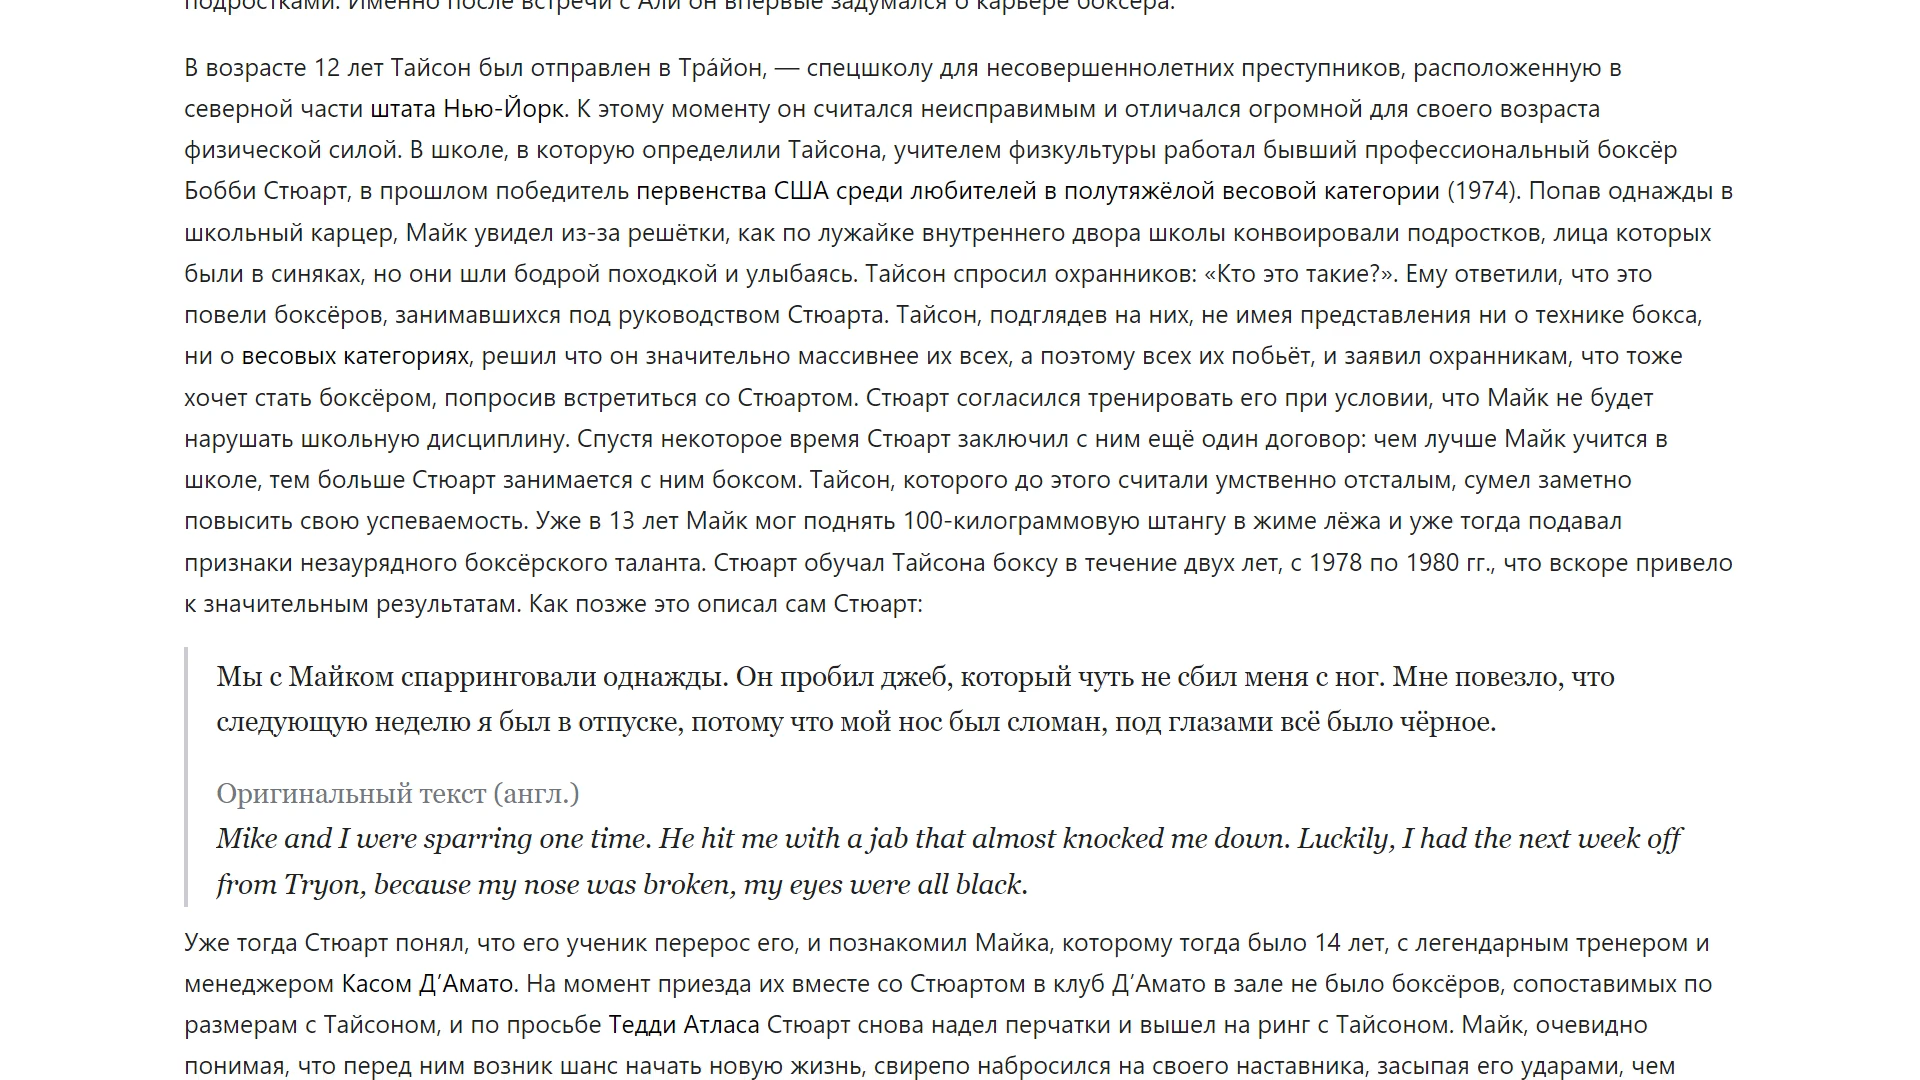 подростками. Именно после встречи с Али он впервые задумался о карьере боксёра.
В возрасте 12 лет Тайсон был отправлен в Тра́йон, — спецшколу для несовершеннолетних преступников, расположенную в
северной части штата Нью-Йорк. К этому моменту он считался неисправимым и отличался огромной для своего возраста
физической силой. В школе, в которую определили Тайсона, учителем физкультуры работал бывший профессиональный боксёр
Бобби Стюарт, в прошлом победитель первенства США среди любителей в полутяжёлой весовой категории (1974). Попав однажды в
школьный карцер, Майк увидел из-за решётки, как по лужайке внутреннего двора школы конвоировали подростков, лица которых
были в синяках, но они шли бодрой походкой и улыбаясь. Тайсон спросил охранников: «Кто это такие?». Ему ответили, что это
повели боксёров, занимавшихся под руководством Стюарта. Тайсон, подглядев на них, не имея представления ни о технике бокса,
ни о весовых категориях, решил что он значительно массивнее их всех, а поэтому всех их побьёт, и заявил охранникам, что тоже
хочет стать боксёром, попросив встретиться со Стюартом. Стюарт согласился тренировать его при условии, что Майк не будет
нарушать школьную дисциплину. Спустя некоторое время Стюарт заключил с ним ещё один договор: чем лучше Майк учится в
школе, тем больше Стюарт занимается с ним боксом. Тайсон, которого до этого считали умственно отсталым, сумел заметно
повысить свою успеваемость. Уже в 13 лет Майк мог поднять 100-килограммовую штангу в жиме лёжа и уже тогда подавал
признаки незаурядного боксёрского таланта. Стюарт обучал Тайсона боксу в течение двух лет, с 1978 по 1980 гг., что вскоре привело
к значительным результатам. Как позже это описал сам Стюарт:
Мы с Майком спарринговали однажды. Он пробил джеб, который чуть не сбил меня с ног. Мне повезло, что
следующую неделю я был в отпуске, потому что мой нос был сломан, под глазами всё было чёрное.
Оригинальный текст (англ.)
Mike and I were sparring one time. He hit me with a jab that almost knocked me down. Luckily, I had the next week off
from Tryon, because my nose was broken, my eyes were all black.
Уже тогда Стюарт понял, что его ученик перерос его, и познакомил Майка, которому тогда было 14 лет, с легендарным тренером и
менеджером Касом Д’Амато. На момент приезда их вместе со Стюартом в клуб Д’Амато в зале не было боксёров, сопоставимых по
размерам с Тайсоном, и по просьбе Тедди Атласа Стюарт снова надел перчатки и вышел на ринг с Тайсоном. Майк, очевидно
понимая, что перед ним возник шанс начать новую жизнь, свирепо набросился на своего наставника, засыпая его ударами, чем